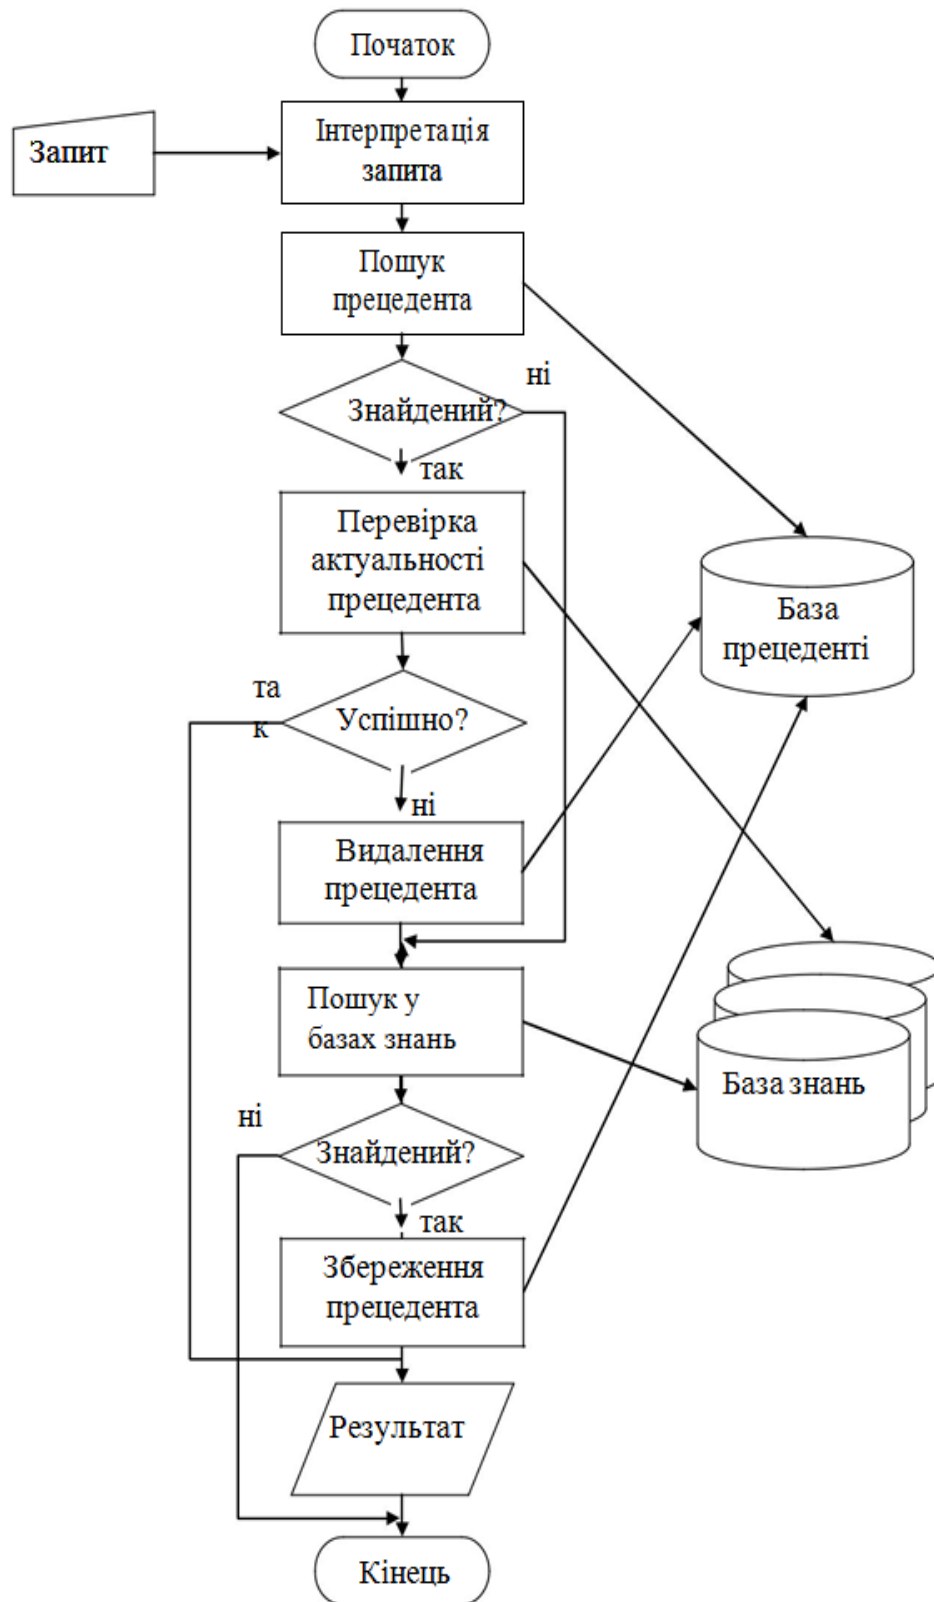 Початок
Запит
Інтерпретація
запита
Пошук
прецедента
ні
Знайдений?
так
Перевірка
актуальності
прецедента
База
прецеденті
та
к
Успішно?
ні
Видалення
прецедента
Пошук у
базах знань
База знань
ні
Знайдений?
так
Збереження
прецедента
Результат
Кінець